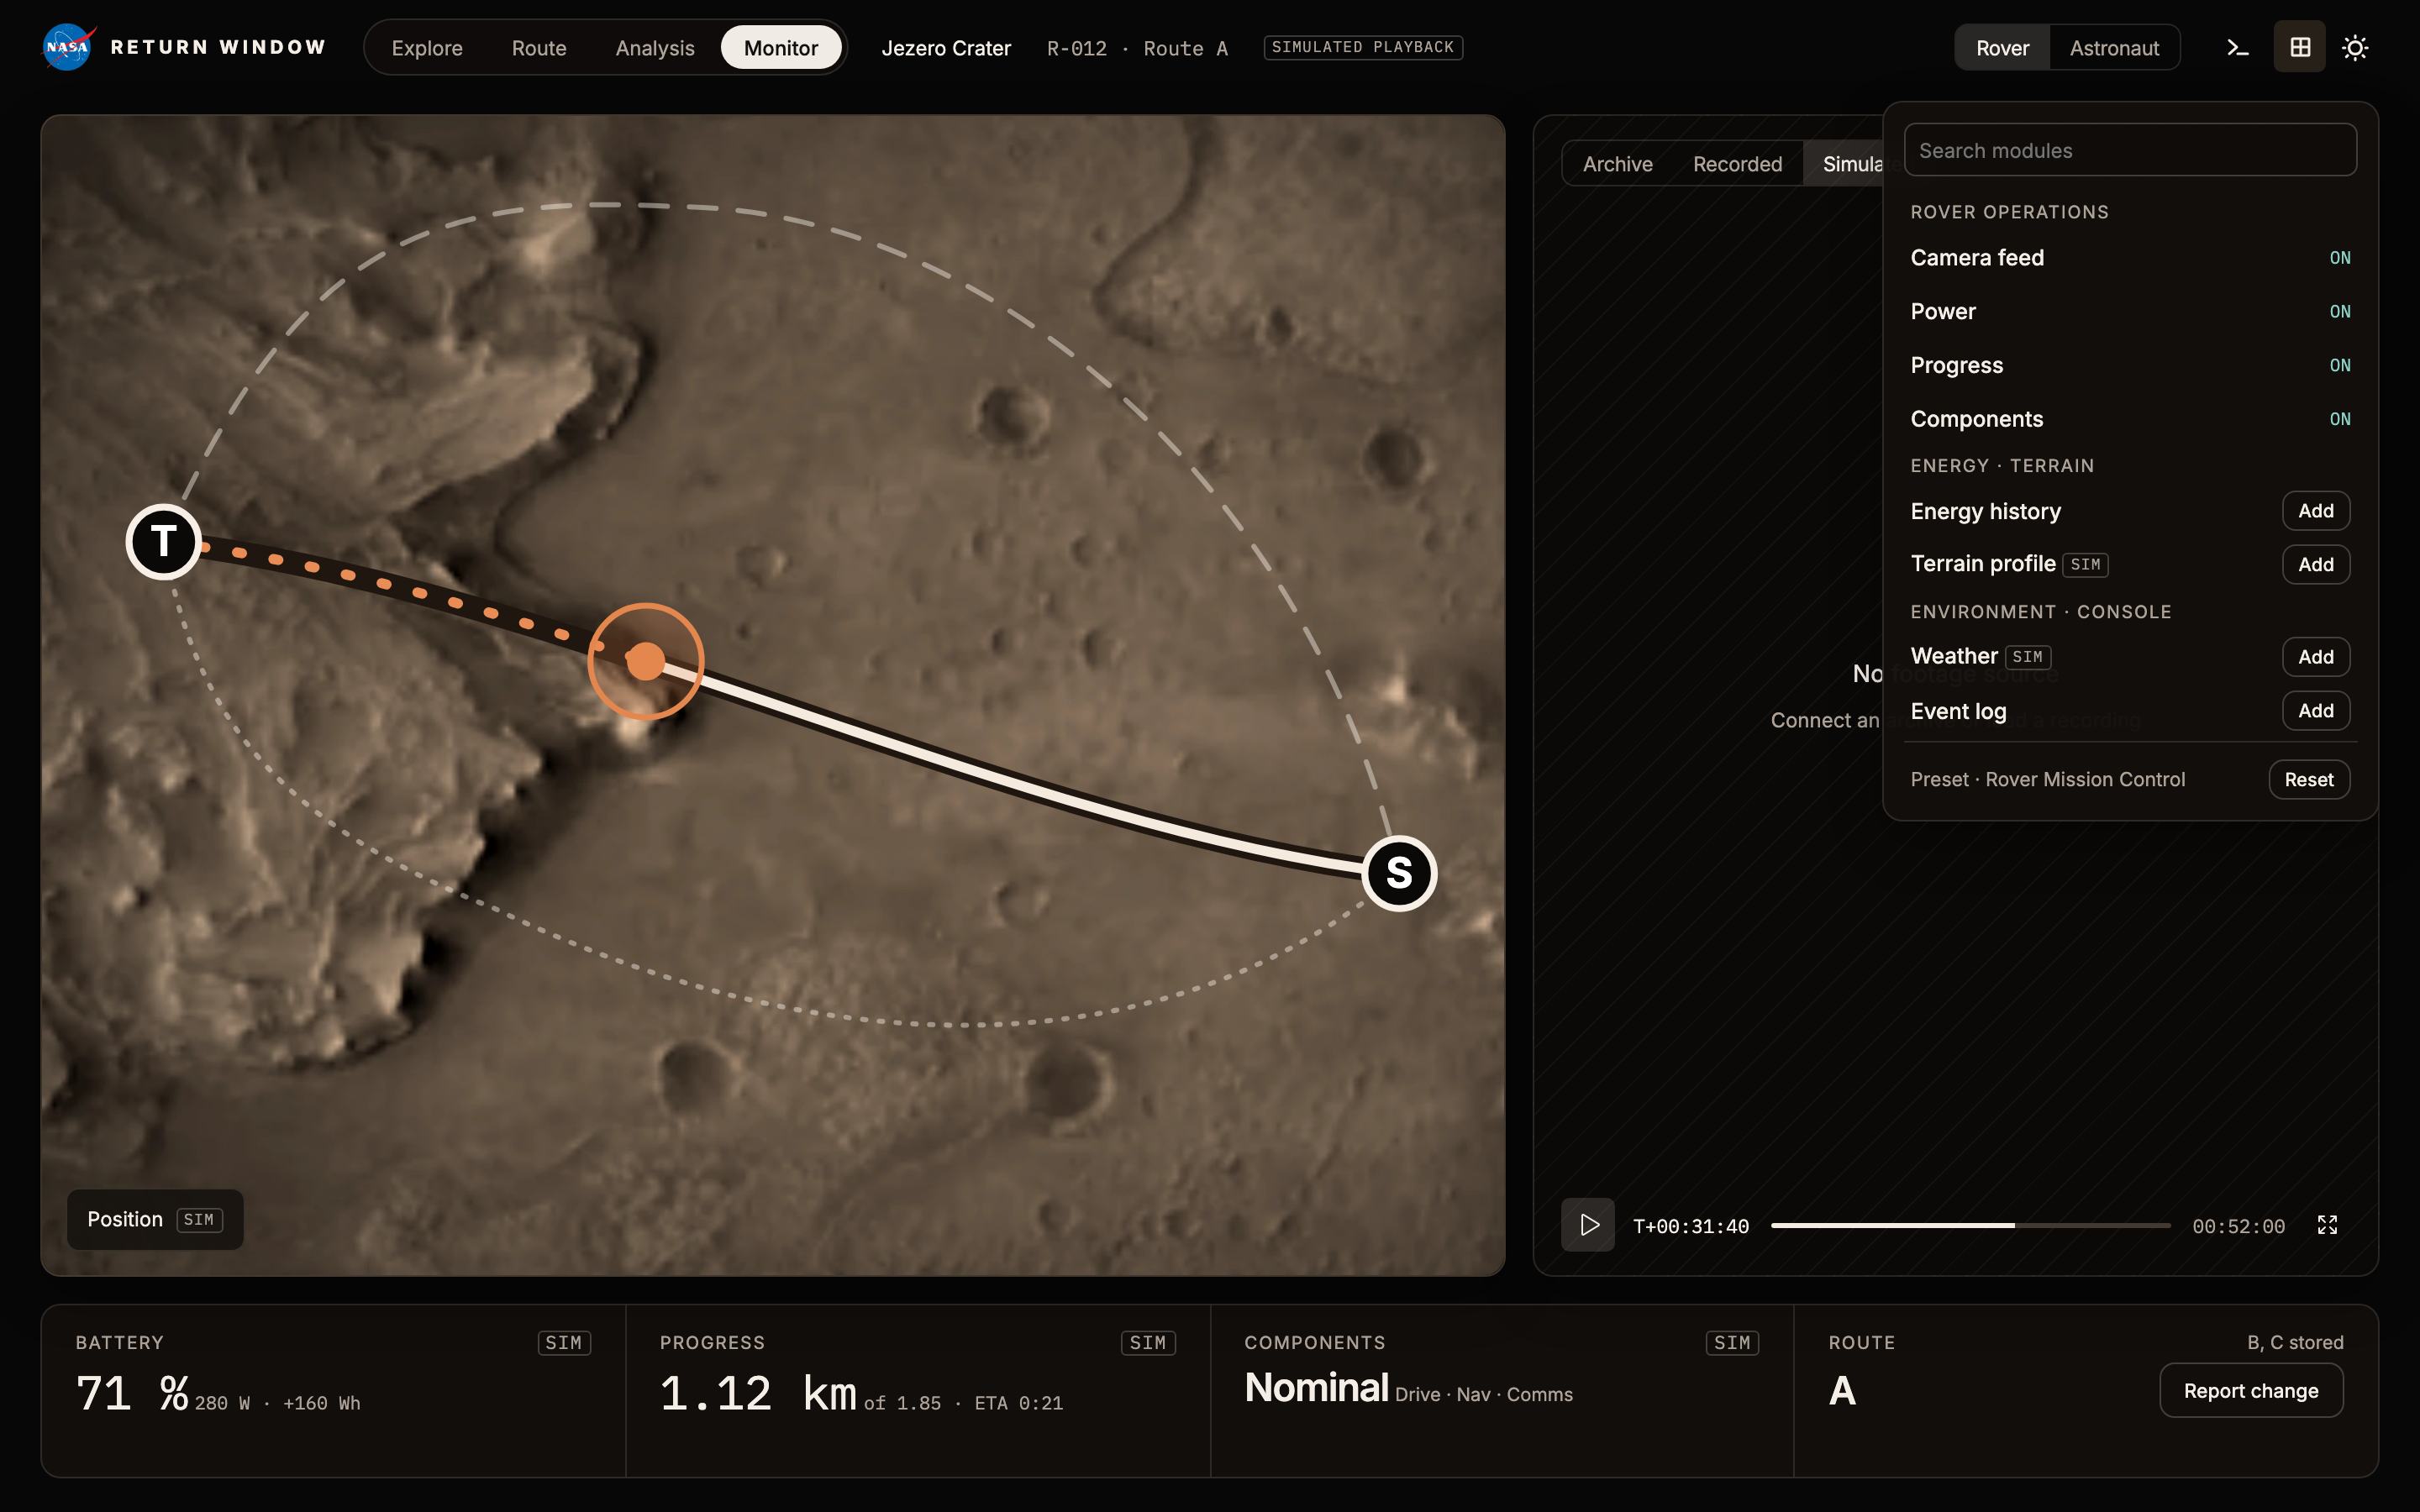 NASA RETURN WINDOW Explore Route Analysis Monitor Jezero Crater R-012 · Route A SIMULATED PLAYBACK Rover Astronaut
Archive Recorded Simula
Search modules
ROVER OPERATIONS
Camera feed ON
Power ON
Progress ON
Components ON
ENERGY · TERRAIN
Energy history Add
Terrain profile SIM Add
ENVIRONMENT · CONSOLE
Weather SIM Add
Event log Add
Preset · Rover Mission Control Reset
No footage source
Connect an a recording
T
S
Position SIM
T+00:31:40 00:52:00
BATTERY SIM
71 % 280 W · +160 Wh
PROGRESS SIM
1.12 km of 1.85 · ETA 0:21
COMPONENTS SIM
Nominal Drive · Nav · Comms
ROUTE B, C stored
A Report change